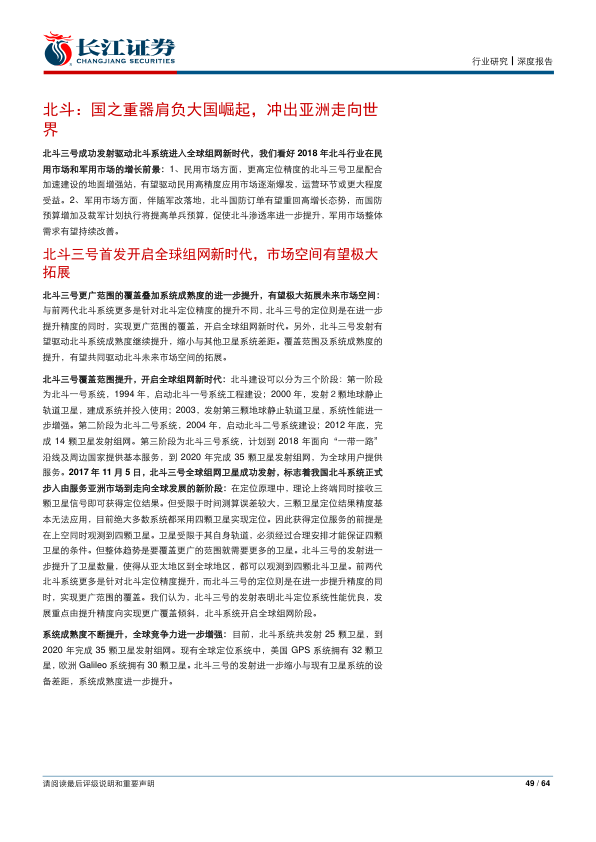 长江证券
CHANGJIANG SECURITIES
行业研究┃深度报告
北斗：国之重器肩负大国崛起，冲出亚洲走向世
界
北斗三号成功发射驱动北斗系统进入全球组网新时代，我们看好 2018 年北斗行业在民
用市场和军用市场的增长前景：1、民用市场方面，更高定位精度的北斗三号卫星配合
加速建设的地面增强站，有望驱动民用高精度应用市场逐渐爆发，运营环节或更大程度
受益。2、军用市场方面，伴随军改落地，北斗国防订单有望重回高增长态势，而国防
预算增加及裁军计划执行将提高单兵预算，促使北斗渗透率进一步提升，军用市场整体
需求有望持续改善。
北斗三号首发开启全球组网新时代，市场空间有望极大
拓展
北斗三号更广范围的覆盖叠加系统成熟度的进一步提升，有望极大拓展未来市场空间：
与前两代北斗系统更多是针对北斗定位精度的提升不同，北斗三号的定位则是在进一步
提升精度的同时，实现更广范围的覆盖，开启全球组网新时代。另外，北斗三号发射有
望驱动北斗系统成熟度继续提升，缩小与其他卫星系统差距。覆盖范围及系统成熟度的
提升，有望共同驱动北斗未来市场空间的拓展。
北斗三号覆盖范围提升，开启全球组网新时代：北斗建设可以分为三个阶段：第一阶段
为北斗一号系统，1994 年，启动北斗一号系统工程建设；2000 年，发射 2 颗地球静止
轨道卫星，建成系统并投入使用；2003，发射第三颗地球静止轨道卫星，系统性能进一
步增强。第二阶段为北斗二号系统，2004 年，启动北斗二号系统建设；2012 年底，完
成 14 颗卫星发射组网。第三阶段为北斗三号系统，计划到 2018 年面向“一带一路”
沿线及周边国家提供基本服务，到 2020 年完成 35 颗卫星发射组网，为全球用户提供
服务。2017 年 11 月 5 日，北斗三号全球组网卫星成功发射，标志着我国北斗系统正式
步入由服务亚洲市场到走向全球发展的新阶段：在定位原理中，理论上终端同时接收三
颗卫星信号即可获得定位结果。但受限于时间测算误差较大，三颗卫星定位结果精度基
本无法应用，目前绝大多数系统都采用四颗卫星实现定位。因此获得定位服务的前提是
在上空同时观测到四颗卫星。卫星受限于其自身轨道，必须经过合理安排才能保证四颗
卫星的条件。但整体趋势是要覆盖更广的范围就需要更多的卫星。北斗三号的发射进一
步提升了卫星数量，使得从亚太地区到全球地区，都可以观测到四颗北斗卫星。前两代
北斗系统更多是针对北斗定位精度提升，而北斗三号的定位则是在进一步提升精度的同
时，实现更广范围的覆盖。我们认为，北斗三号的发射表明北斗定位系统性能优良，发
展重点由提升精度向实现更广覆盖倾斜，北斗系统开启全球组网阶段。
系统成熟度不断提升，全球竞争力进一步增强：目前，北斗系统共发射 25 颗卫星，到
2020 年完成 35 颗卫星发射组网。现有全球定位系统中，美国 GPS 系统拥有 32 颗卫
星，欧洲 Galileo 系统拥有 30 颗卫星。北斗三号的发射进一步缩小与现有卫星系统的设
备差距，系统成熟度进一步提升。
请阅读最后评级说明和重要声明
49 / 64